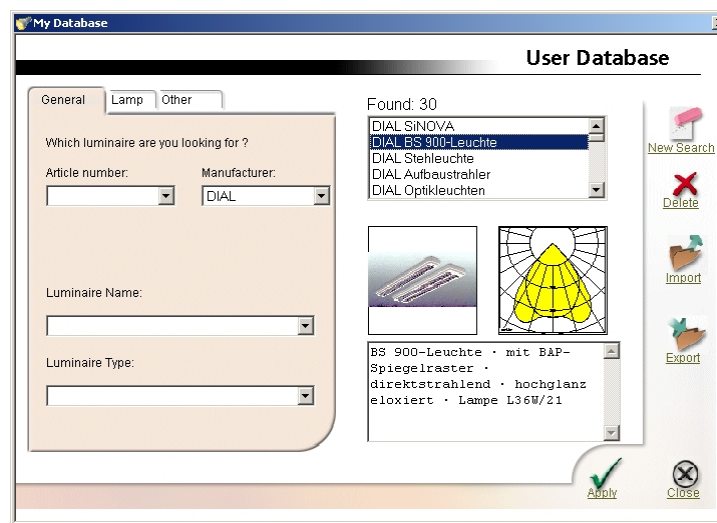 My Database
User Database
General
Lamp
Other
Which luminaire are you looking for ?
Article number:
Manufacturer:
DIAL
Luminaire Name:
Luminaire Type:
Found: 30
DIAL SiNOVA
DIAL BS 900-Leuchte
DIAL Stehleuchte
DIAL Aufbaustrahler
DIAL Optikleuchten
BS 900-Leuchte · mit BAP-
Spiegelraster ·
direktstrahlend · hochglanz
eloxiert · Lampe L36W/21
New Search
Delete
Import
Export
Apply
Close